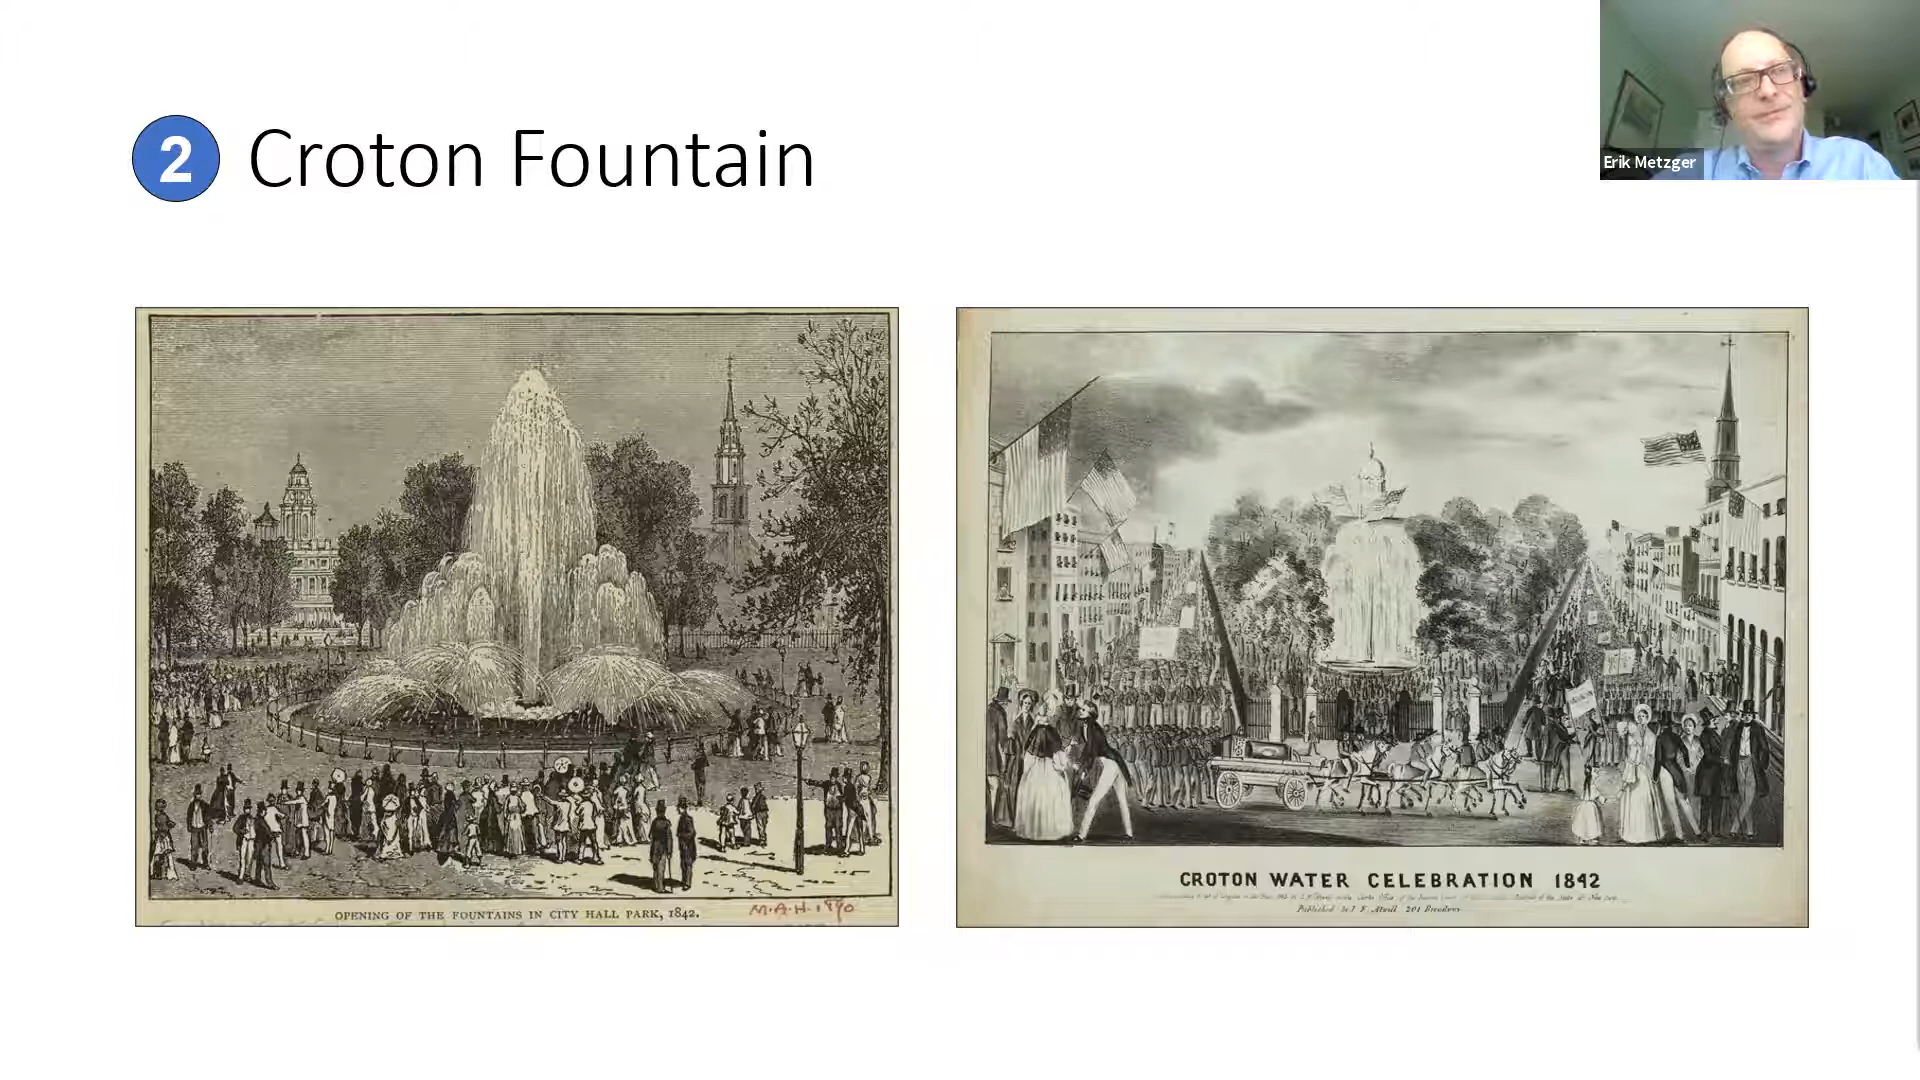 2 Croton Fountain
Erik Metzger
OPENING OF THE FOUNTAINS IN CITY HALL PARK, 1842.
M.A.H. 1890
CROTON WATER CELEBRATION 1842
Published by J. F. Atwill 201 Broadway